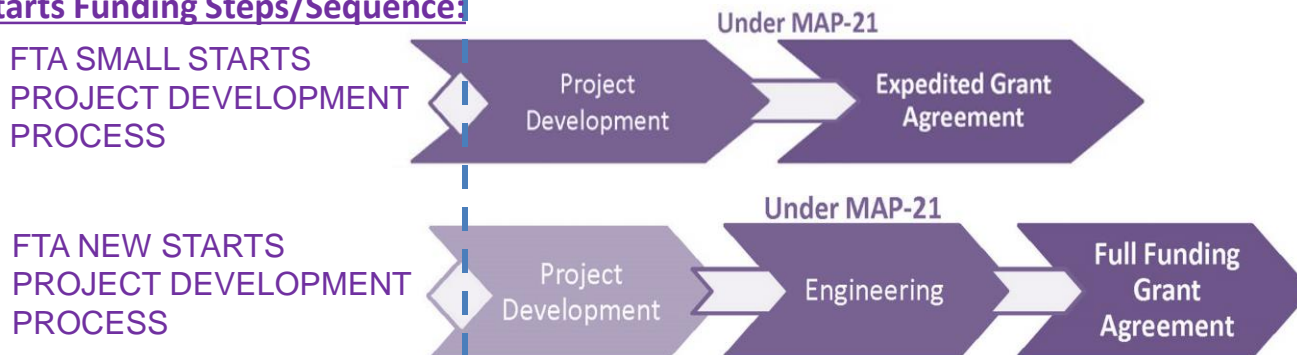 Starts Funding Steps/Sequence:
Under MAP-21
FTA SMALL STARTS
PROJECT DEVELOPMENT
PROCESS
Project
Development
Expedited Grant
Agreement
Under MAP-21
FTA NEW STARTS
PROJECT DEVELOPMENT
PROCESS
Project
Development
Engineering
Full Funding
Grant
Agreement